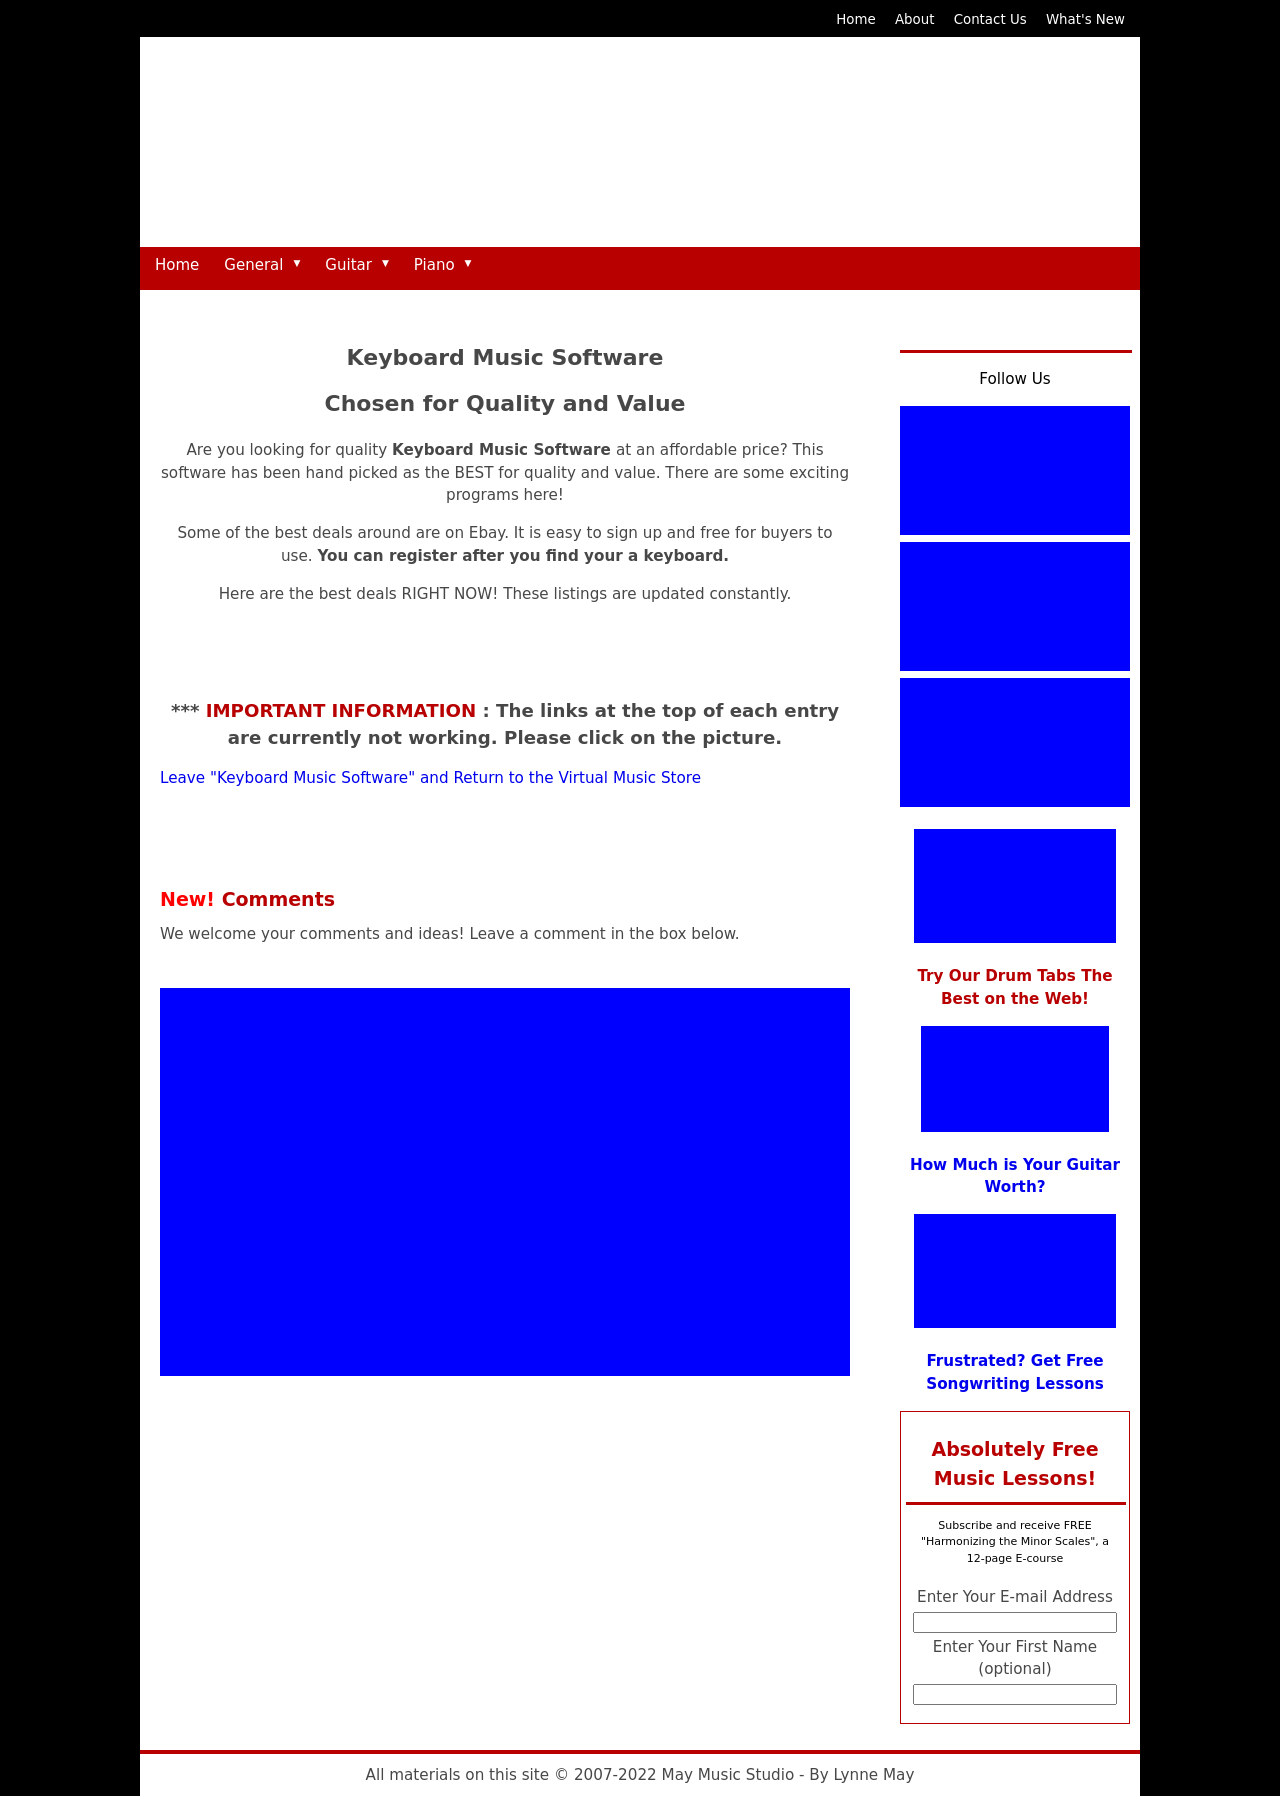 Home About Contact Us What's New
Home General ▼ Guitar ▼ Piano ▼
Keyboard Music Software
Chosen for Quality and Value
Are you looking for quality Keyboard Music Software at an affordable price? This
software has been hand picked as the BEST for quality and value. There are some exciting
programs here!
Some of the best deals around are on Ebay. It is easy to sign up and free for buyers to
use. You can register after you find your a keyboard.
Here are the best deals RIGHT NOW! These listings are updated constantly.
*** IMPORTANT INFORMATION : The links at the top of each entry
are currently not working. Please click on the picture.
Leave "Keyboard Music Software" and Return to the Virtual Music Store
New! Comments
We welcome your comments and ideas! Leave a comment in the box below.
Follow Us
Try Our Drum Tabs The
Best on the Web!
How Much is Your Guitar
Worth?
Frustrated? Get Free
Songwriting Lessons
Absolutely Free
Music Lessons!
Subscribe and receive FREE
"Harmonizing the Minor Scales", a
12-page E-course
Enter Your E-mail Address
Enter Your First Name
(optional)
All materials on this site © 2007-2022 May Music Studio - By Lynne May